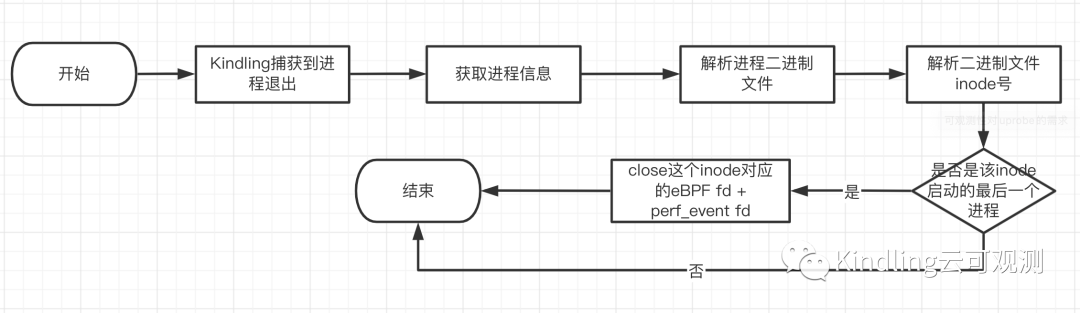 开始
Kindling捕获到进
程退出
获取进程信息
解析进程二进制
文件
解析二进制文件
inode号
是否是该inode
启动的最后一个
进程
是
close这个inode对应
的eBPF fd +
perf_event fd
结束
否
Kindling云可观测